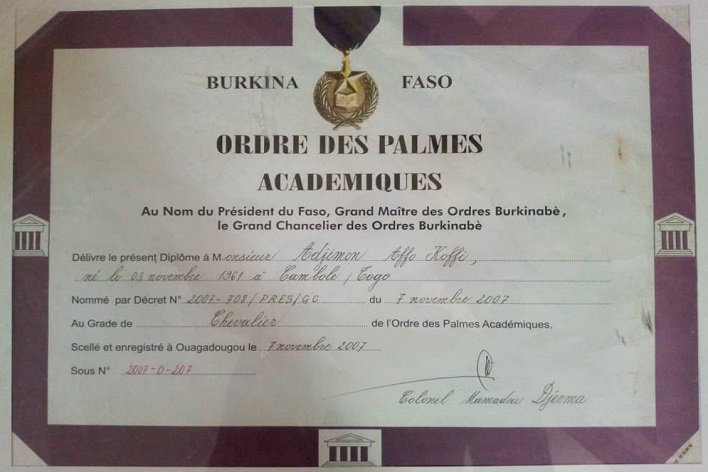 BURKINA FASO
ORDRE DES PALMES
ACADEMIQUES
Au Nom du Président du Faso, Grand Maître des Ordres Burkinabè,
le Grand Chancelier des Ordres Burkinabè
Délivre le présent Diplôme à Monsieur Adjimon Affo Koffi,
né le 03 novembre 1961 à Cambolo / Togo
Nommé par Décret N° 2007-708/PRES/GC du 7 novembre 2007
Au Grade de Chevalier de l'Ordre des Palmes Académiques.
Scellé et enregistré à Ouagadougou le 7 novembre 2007
Sous N° 2007-D-207
Colonel Mamadou Djerma